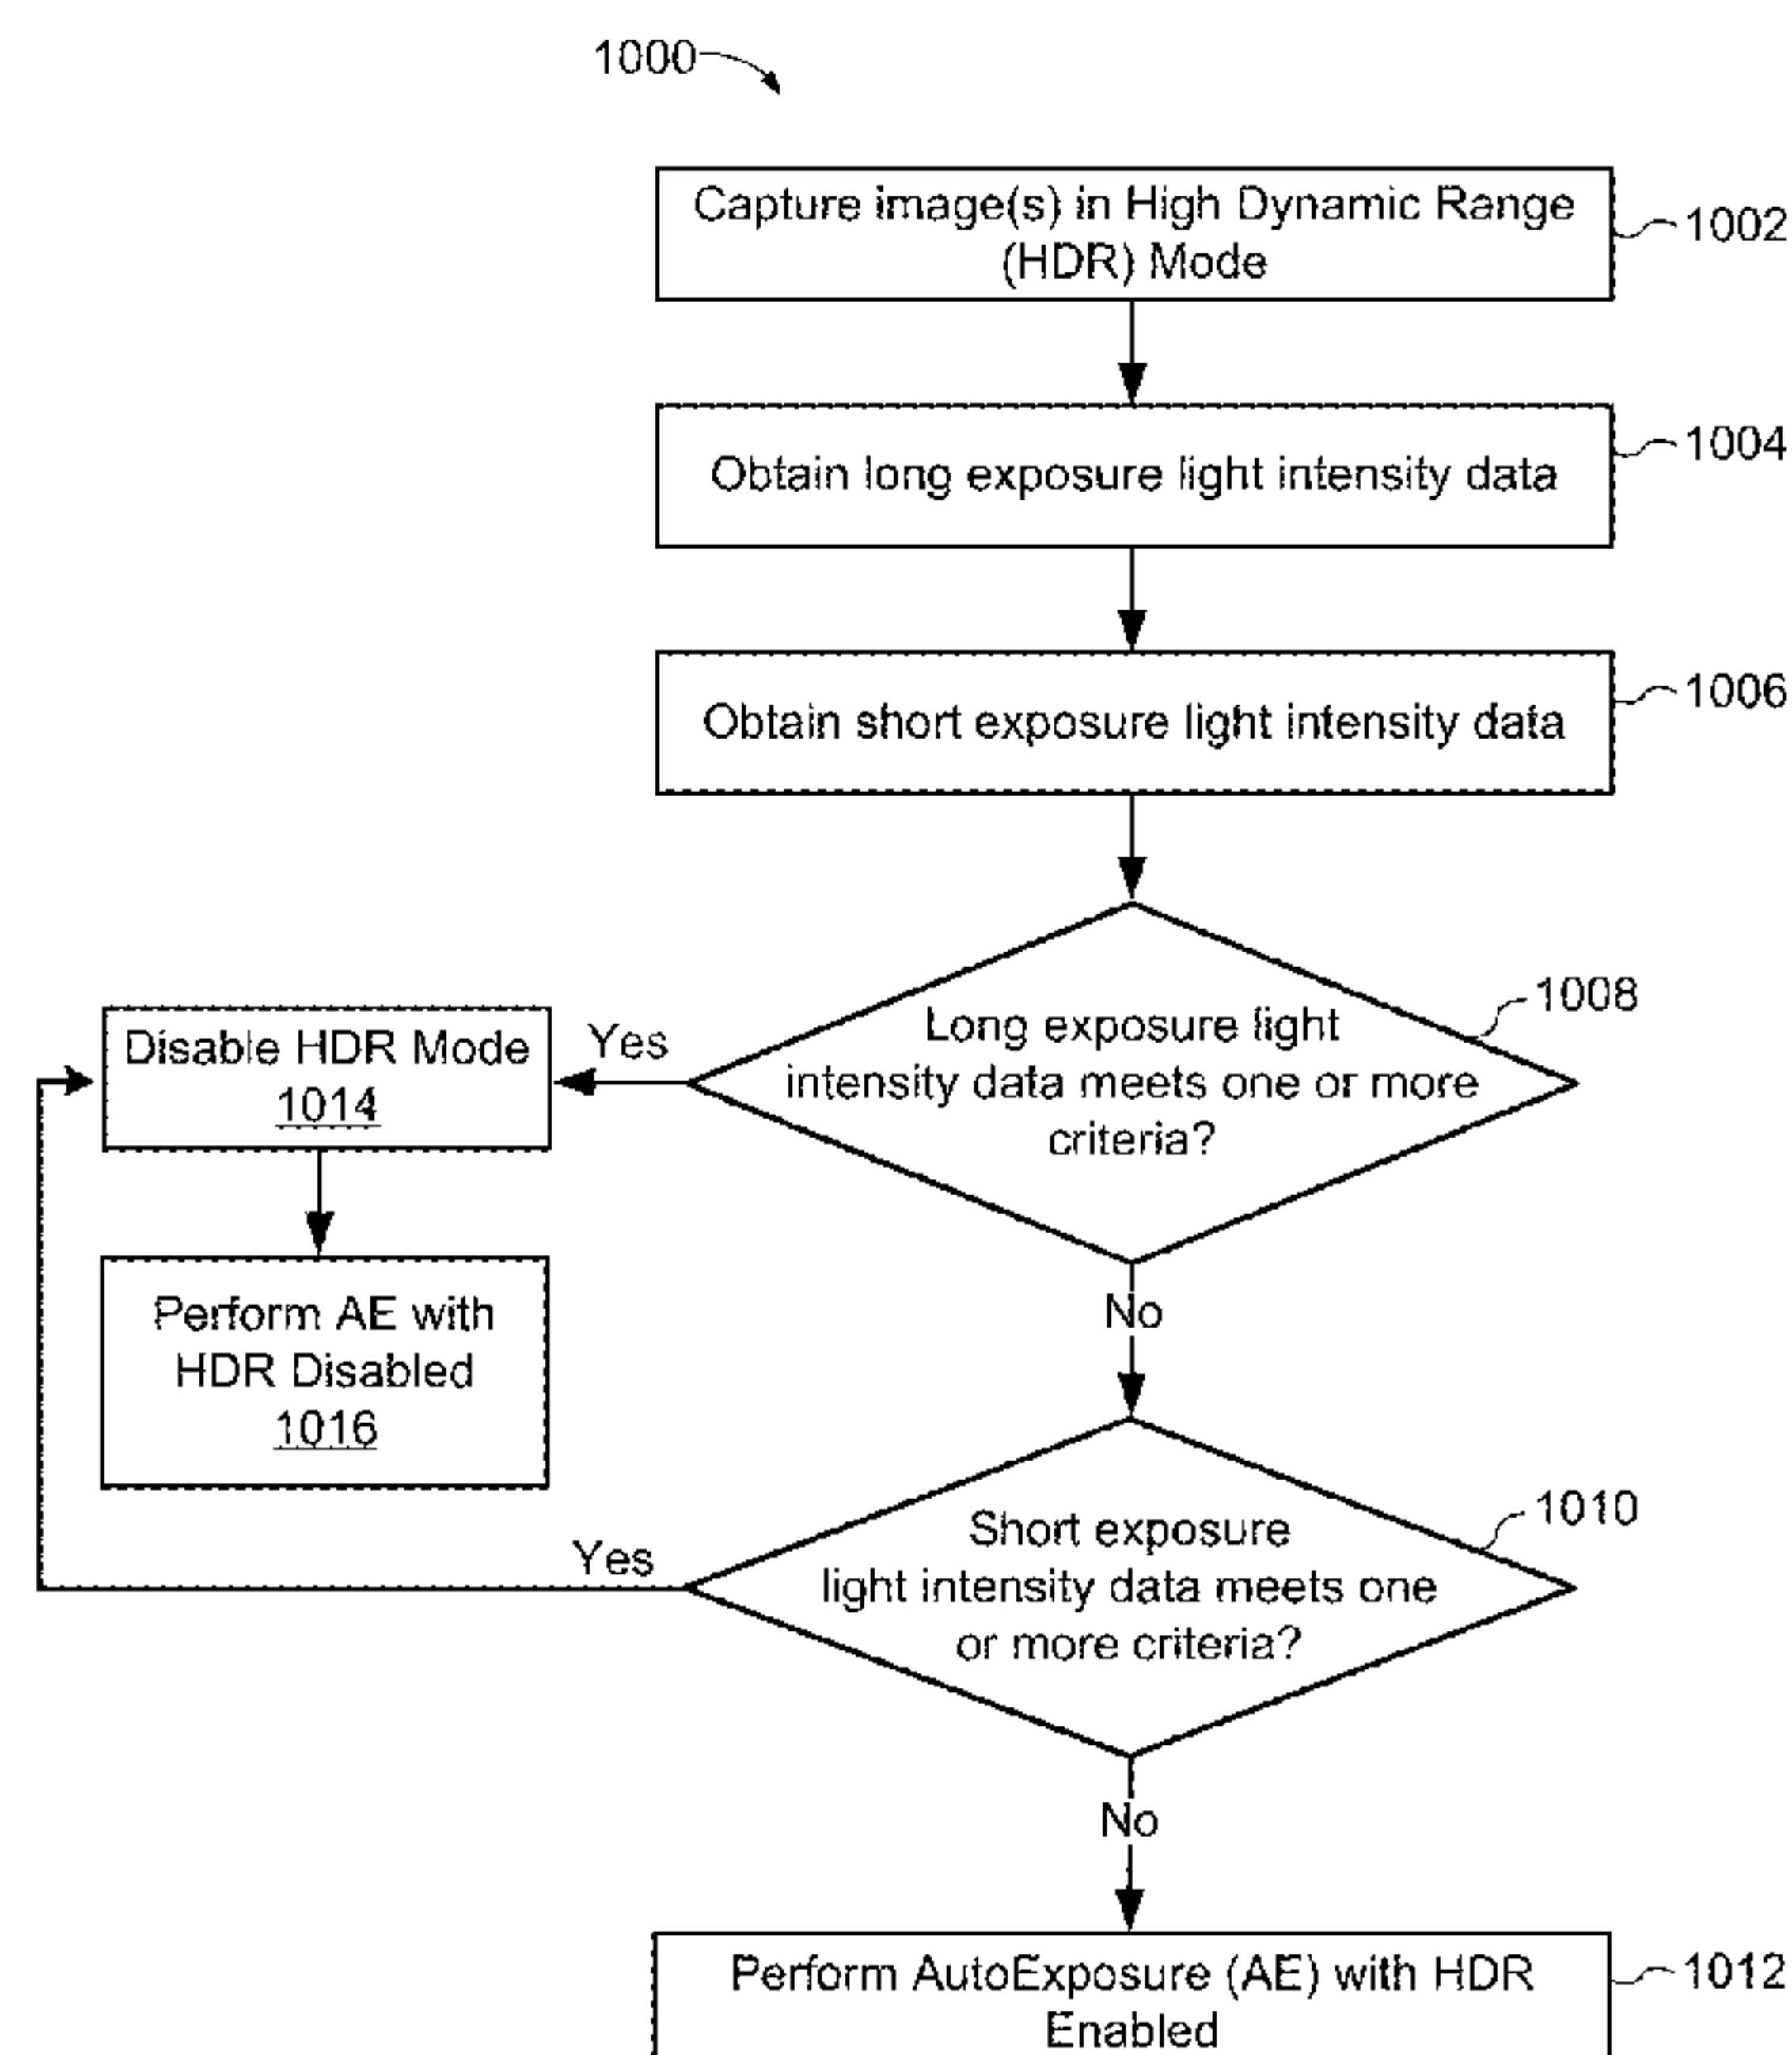 1000
Capture image(s) in High Dynamic Range
(HDR) Mode
1002
Obtain long exposure light intensity data
1004
Obtain short exposure light intensity data
1006
Long exposure light
intensity data meets one or more
criteria?
1008
Yes
Disable HDR Mode
1014
Perform AE with
HDR Disabled
1016
No
Short exposure
light intensity data meets one
or more criteria?
1010
Yes
No
Perform AutoExposure (AE) with HDR
Enabled
1012